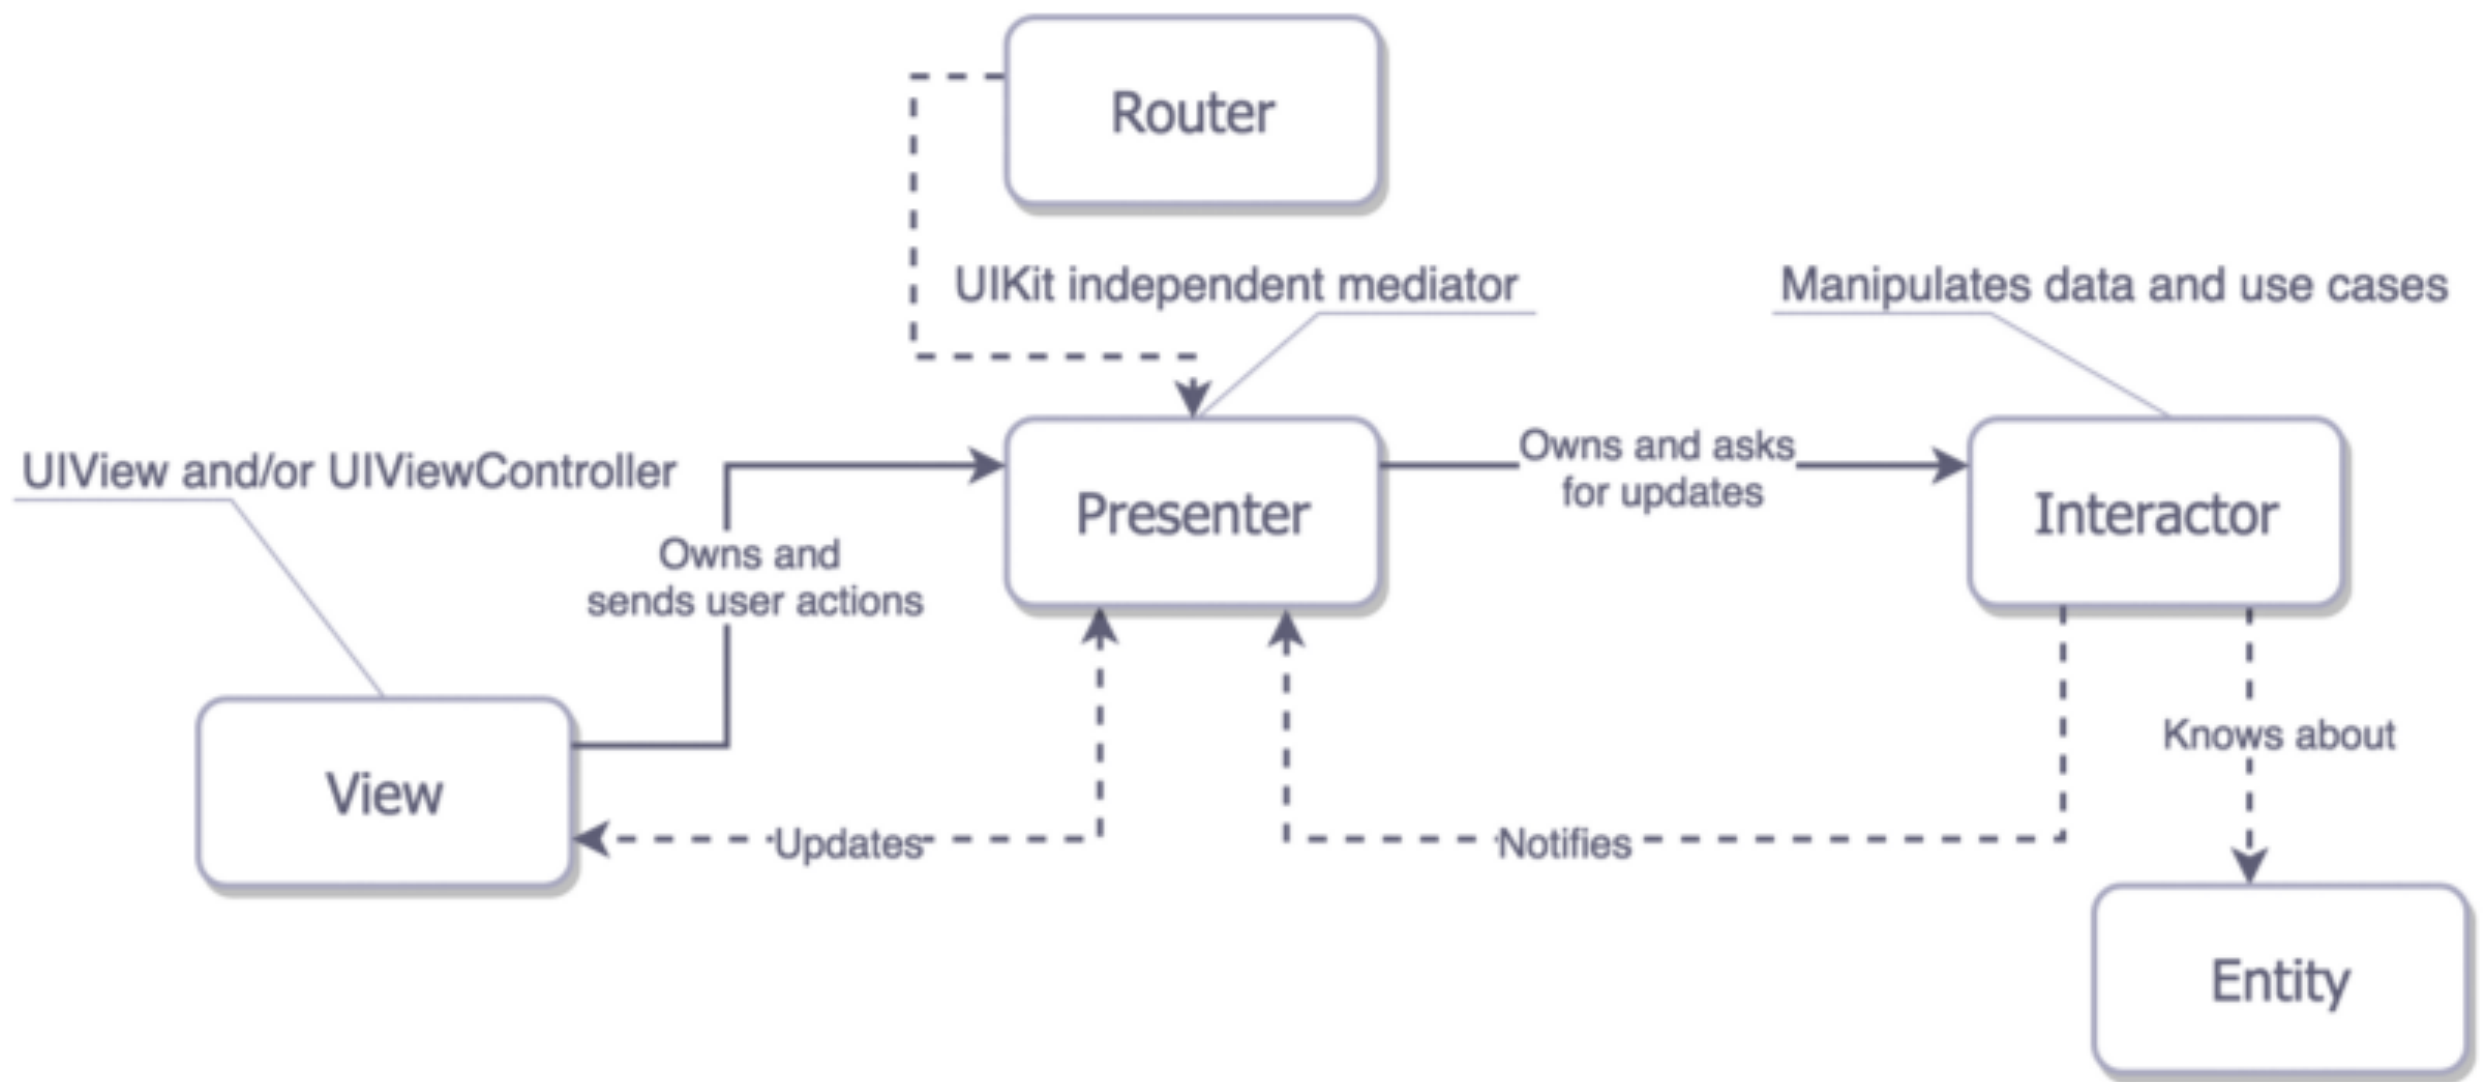 Router
UIKit independent mediator
Manipulates data and use cases
UIView and/or UIViewController
Owns and asks
for updates
Presenter
Interactor
Owns and
sends user actions
Knows about
View
Updates
Notifies
Entity